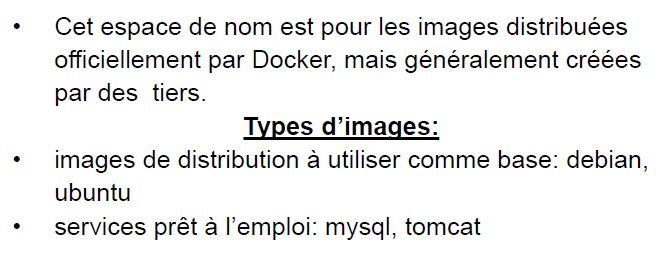 • Cet espace de nom est pour les images distribuées
officiellement par Docker, mais généralement créées
par des  tiers.
Types d’images:
• images de distribution à utiliser comme base: debian,
ubuntu
• services prêt à l’emploi: mysql, tomcat